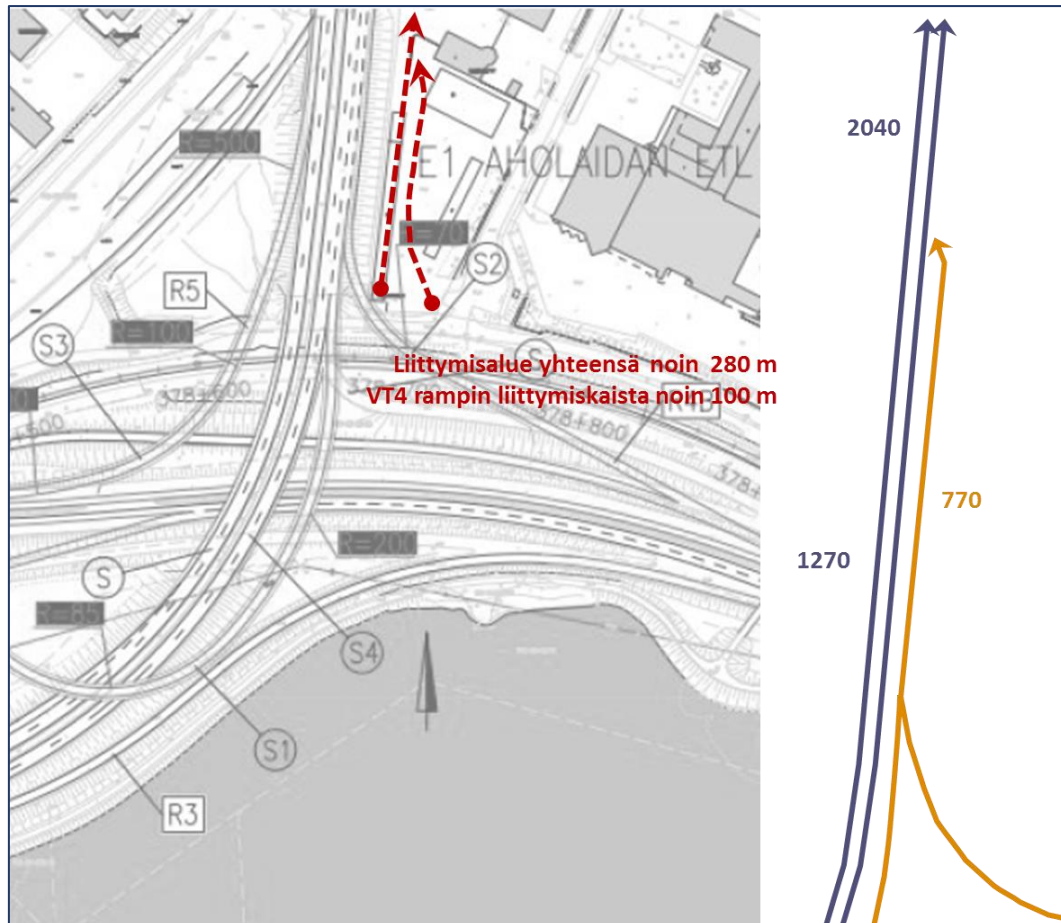 R=500
E1 AHOLAIDAN ETL
R=70
S2
R5
R=100
S3
S
Liittymisalue yhteensä noin 280 m
VT4 rampin liittymiskaista noin 100 m
R4B
378+600
378+800
R=200
S
R=85
S4
S1
R3
2040
770
1270